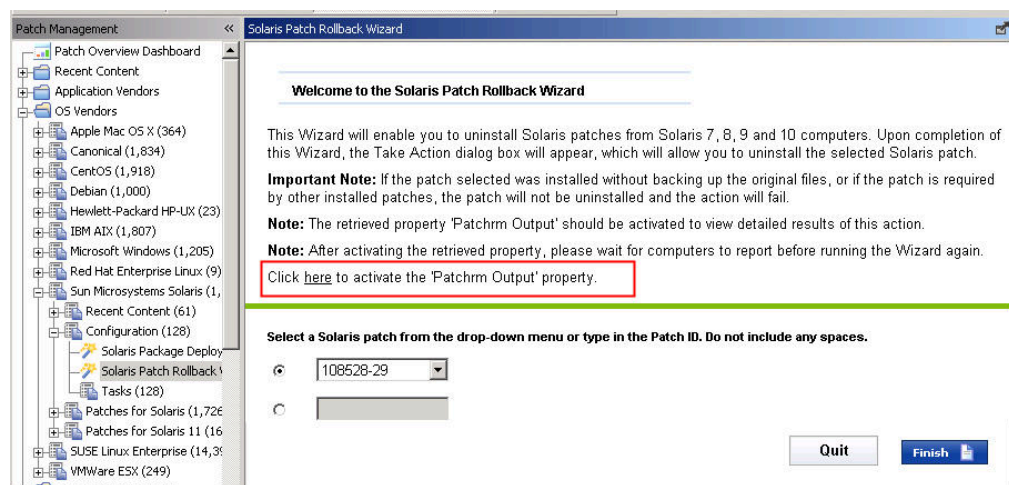 Patch Management
Patch Overview Dashboard
Recent Content
Application Vendors
OS Vendors
Apple Mac OS X (364)
Canonical (1,834)
CentOS (1,918)
Debian (1,000)
Hewlett-Packard HP-UX (23)
IBM AIX (1,807)
Microsoft Windows (1,205)
Red Hat Enterprise Linux (9)
Sun Microsystems Solaris (1,
Recent Content (61)
Configuration (128)
Solaris Package Deploy
Solaris Patch Rollback
Tasks (128)
Patches for Solaris (1,726
Patches for Solaris 11 (16
SUSE Linux Enterprise (14,39
VMWare ESX (249)
Solaris Patch Rollback Wizard
Welcome to the Solaris Patch Rollback Wizard
This Wizard will enable you to uninstall Solaris patches from Solaris 7, 8, 9 and 10 computers. Upon completion of
this Wizard, the Take Action dialog box will appear, which will allow you to uninstall the selected Solaris patch.
Important Note: If the patch selected was installed without backing up the original files, or if the patch is required
by other installed patches, the patch will not be uninstalled and the action will fail.
Note: The retrieved property 'Patchrm Output' should be activated to view detailed results of this action.
Note: After activating the retrieved property, please wait for computers to report before running the Wizard again.
Click here to activate the 'Patchrm Output' property.
Select a Solaris patch from the drop-down menu or type in the Patch ID. Do not include any spaces.
108528-29
Quit
Finish